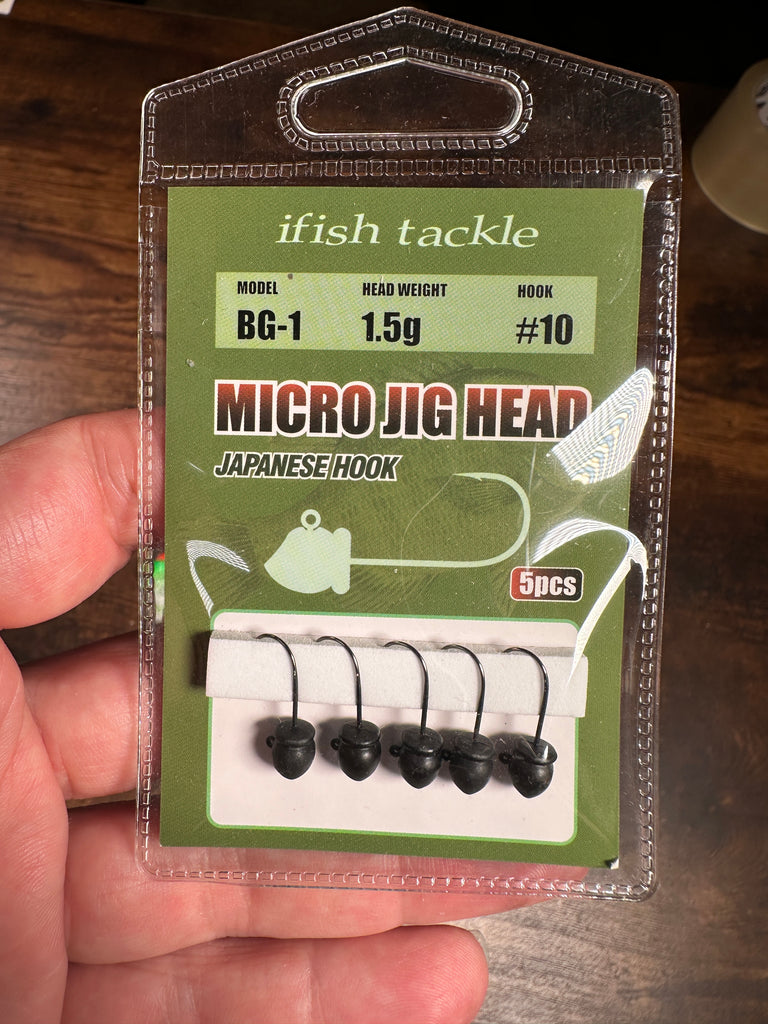 ifish tackle
MODEL HEAD WEIGHT HOOK
BG-1 1.5g #10
MICRO JIG HEAD
JAPANESE HOOK
5pcs